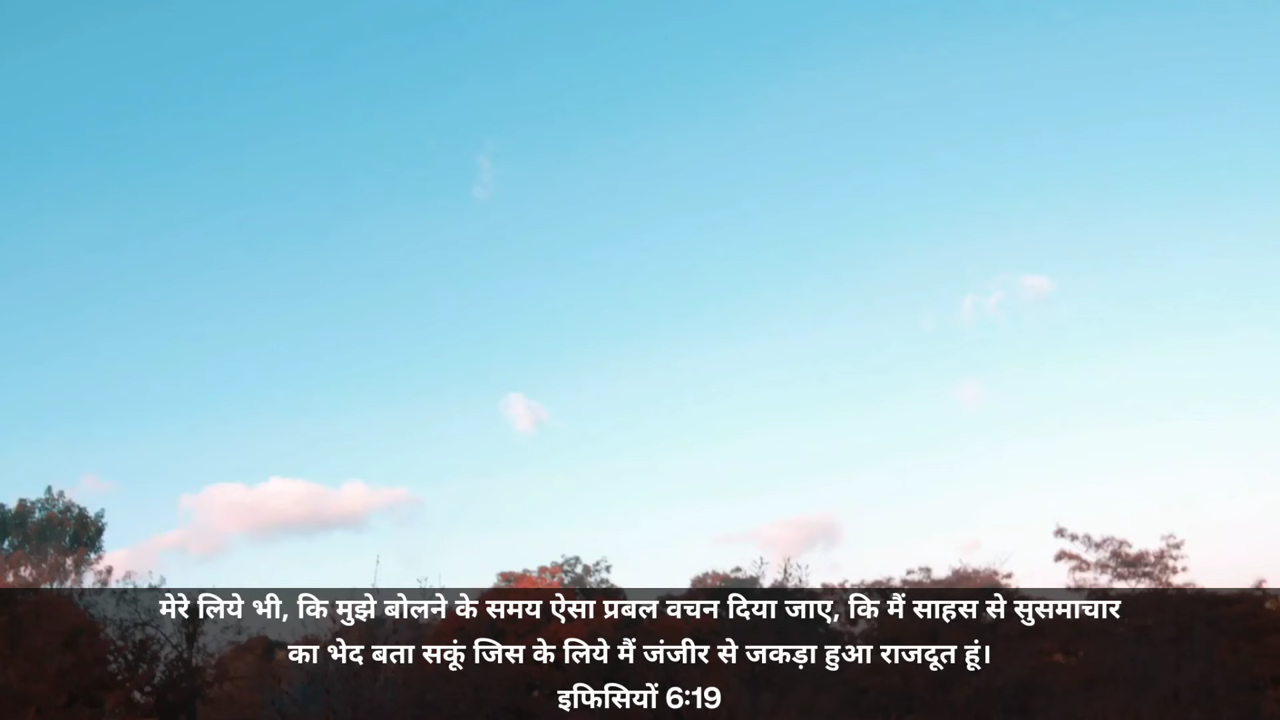 मेरे लिये भी, कि मुझे बोलने के समय ऐसा प्रबल वचन दिया जाए, कि मैं साहस से सुसमाचार
का भेद बता सकूं जिस के लिये मैं जंजीर से जकड़ा हुआ राजदूत हूं।
इफिसियों 6:19